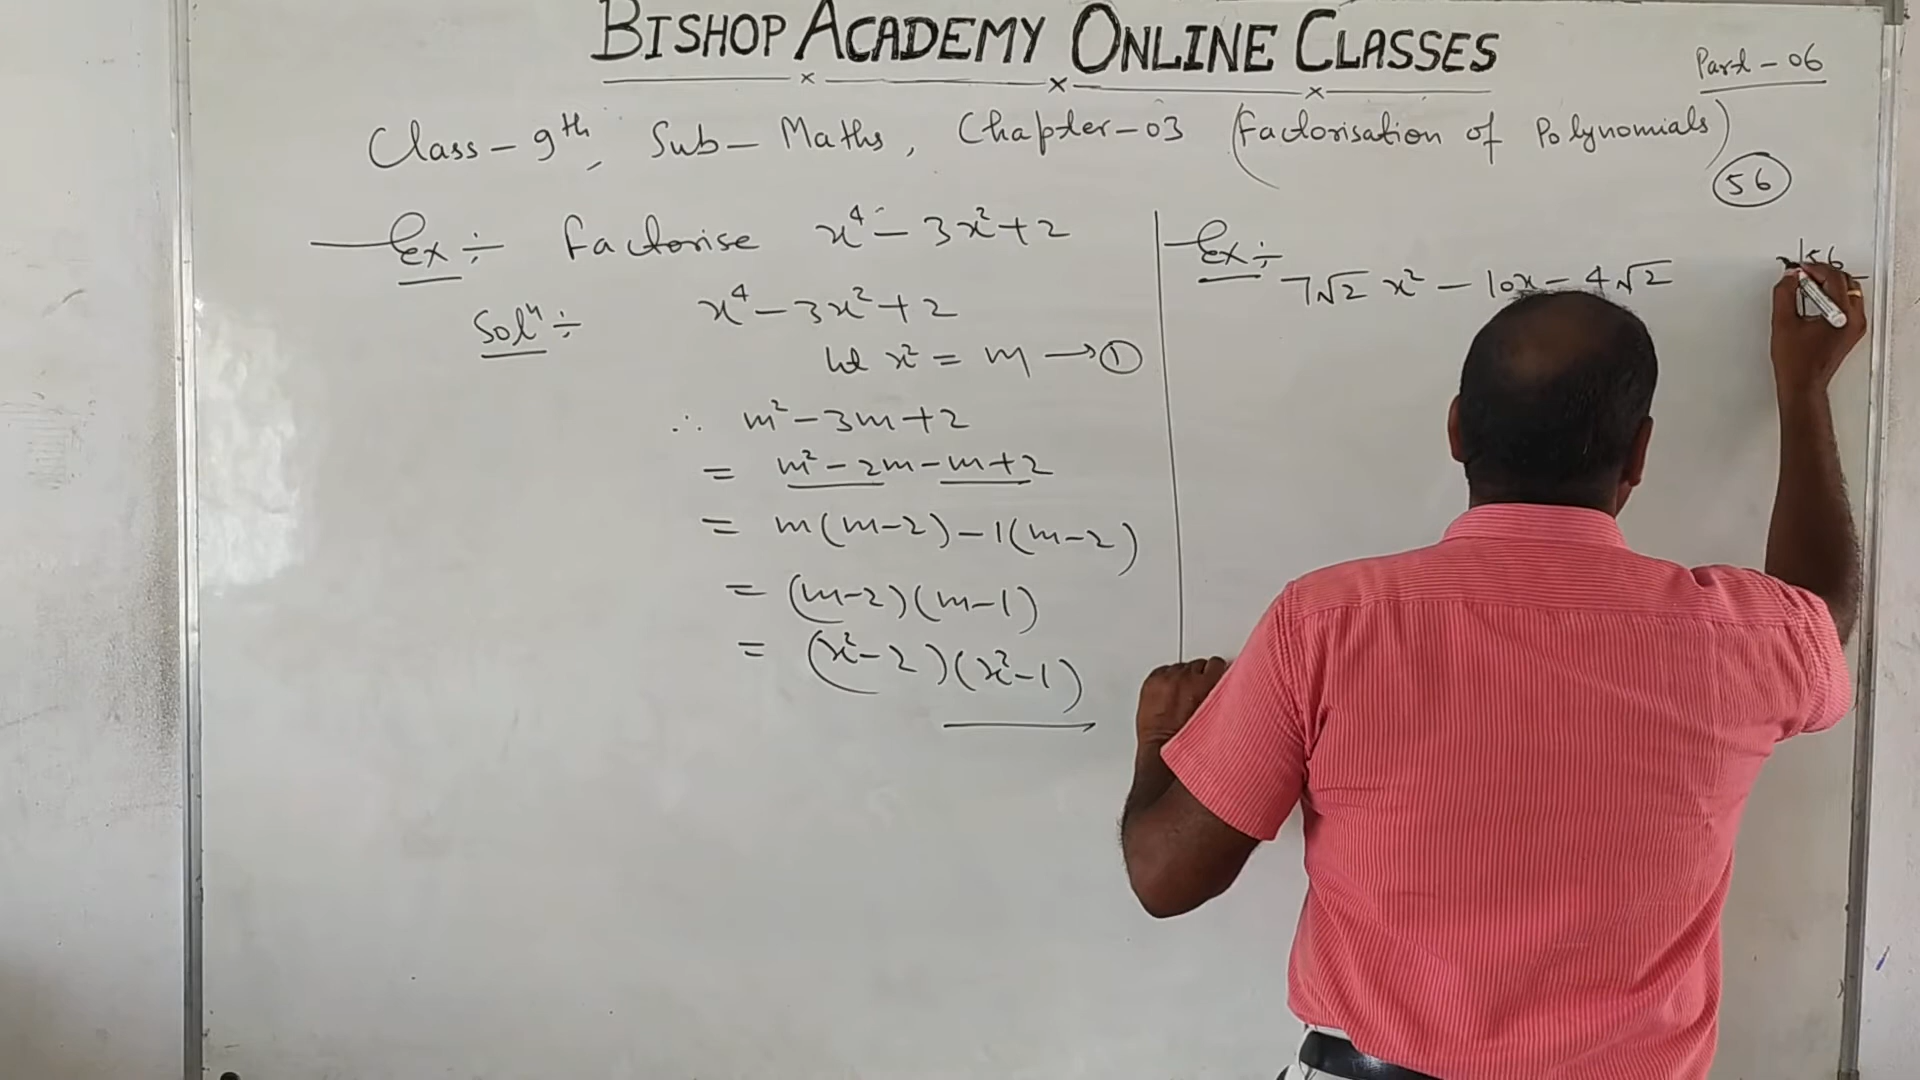 BISHOP ACADEMY ONLINE CLASSES
Part - 06
Class - 9th, Sub - Maths, Chapter - 03 (Factorisation of Polynomials)
56
Ex ÷ Factorise x⁴ - 3x² + 2
Solⁿ ÷ x⁴ - 3x² + 2
let x² = m → ①
∴ m² - 3m + 2
= m² - 2m - m + 2
= m(m-2) - 1(m-2)
= (m-2)(m-1)
= (x²-2)(x²-1)
Ex ÷
7√2 x² - 10x - 4√2
56